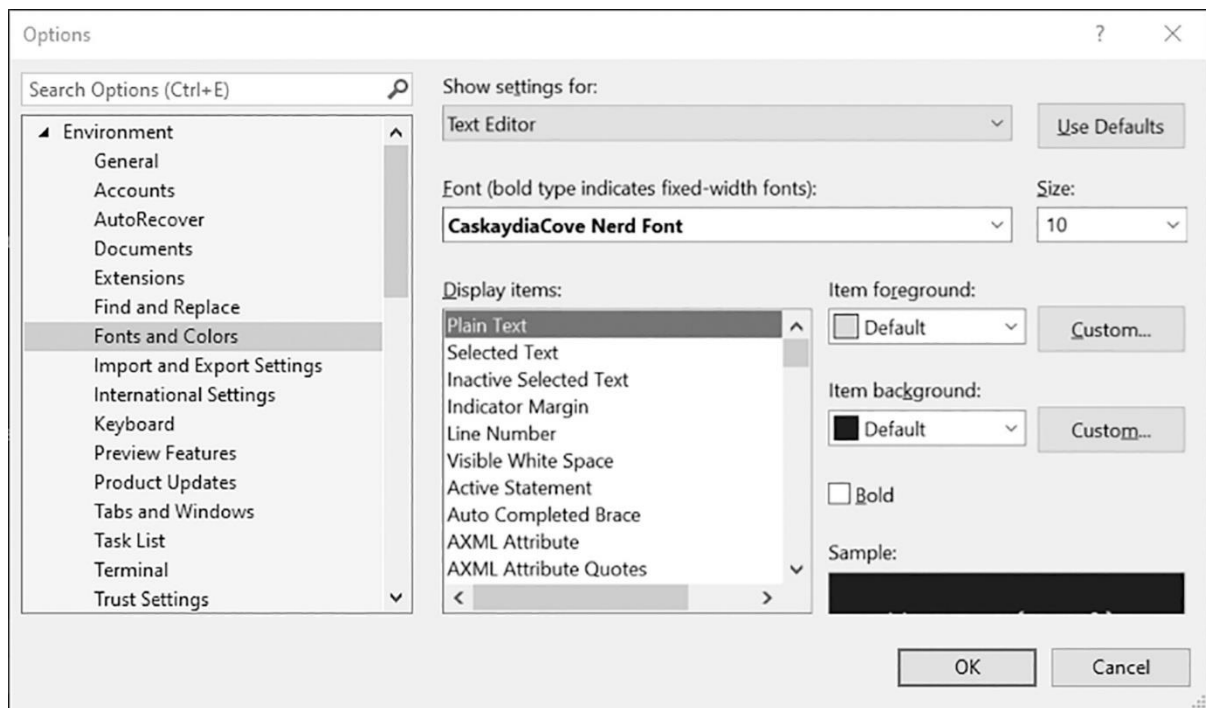 Options
?
Search Options (Ctrl+E)
Environment
General
Accounts
AutoRecover
Documents
Extensions
Find and Replace
Fonts and Colors
Import and Export Settings
International Settings
Keyboard
Preview Features
Product Updates
Tabs and Windows
Task List
Terminal
Trust Settings
Show settings for:
Text Editor
Use Defaults
Font (bold type indicates fixed-width fonts):
Size:
CaskaydiaCove Nerd Font
10
Display items:
Plain Text
Selected Text
Inactive Selected Text
Indicator Margin
Line Number
Visible White Space
Active Statement
Auto Completed Brace
AXML Attribute
AXML Attribute Quotes
Item foreground:
Default
Custom...
Item background:
Default
Custom...
Bold
Sample:
OK
Cancel